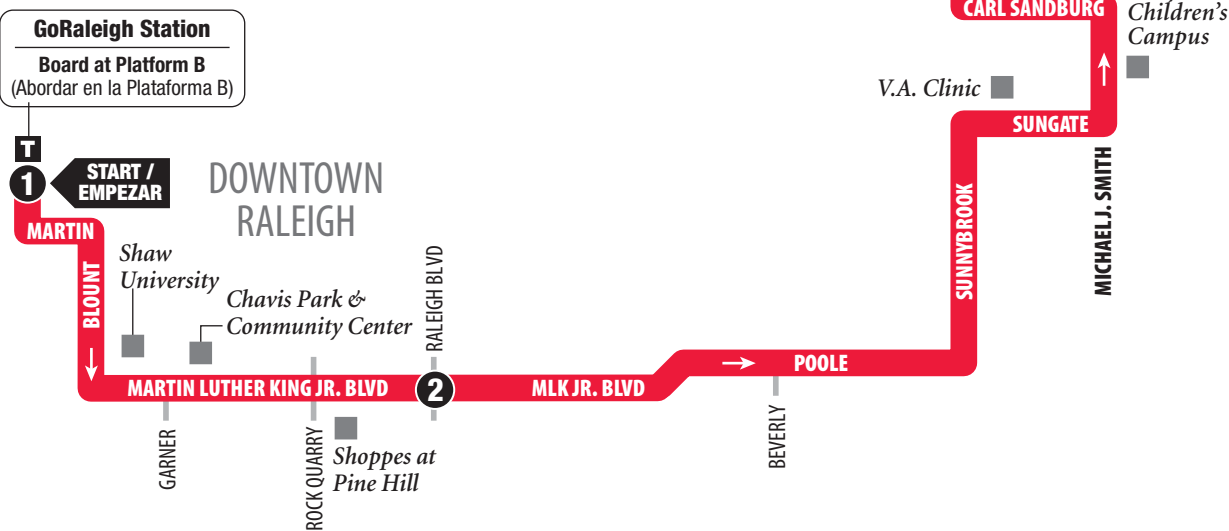 GoRaleigh Station
Board at Platform B
(Abordar en la Plataforma B)
T
1
START /
EMPEZAR
DOWNTOWN
RALEIGH
MARTIN
BLOUNT
Shaw
University
Chavis Park &
Community Center
RALEIGH BLVD
MARTIN LUTHER KING JR. BLVD
2
MLK JR. BLVD
POOLE
GARNER
ROCK QUARRY
Shoppes at
Pine Hill
BEVERLY
SUNNYBROOK
V.A. Clinic
SUNGATE
MICHAEL J. SMITH
CARL SANDBURG
Children's
Campus